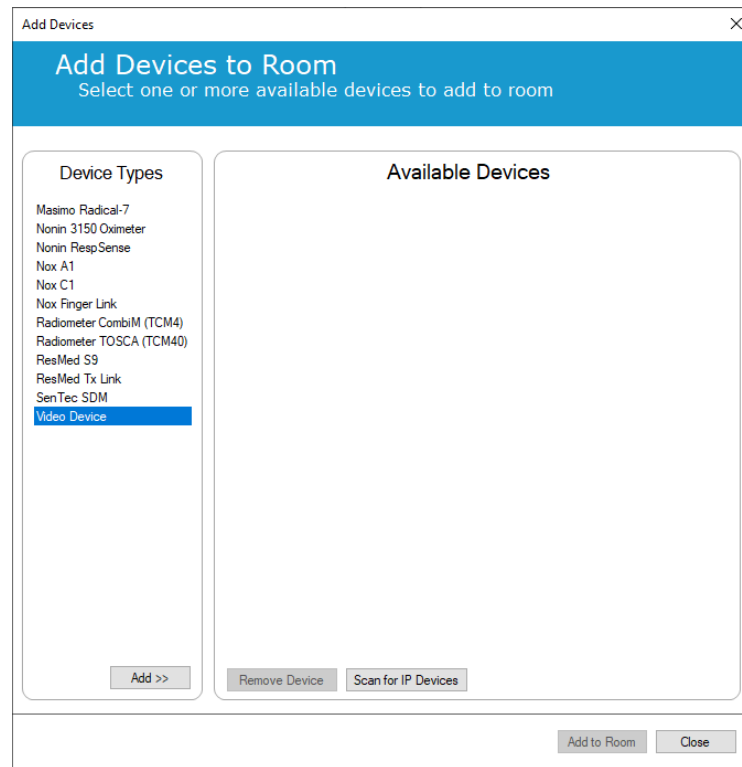 Add Devices
Add Devices to Room
Select one or more available devices to add to room
Device Types
Masimo Radical-7
Nonin 3150 Oximeter
Nonin RespSense
Nox A1
Nox C1
Nox Finger Link
Radiometer CombiM (TCM4)
Radiometer TOSCA (TCM40)
ResMed S9
ResMed Tx Link
SenTec SDM
Video Device
Add >>
Available Devices
Remove Device
Scan for IP Devices
Add to Room
Close